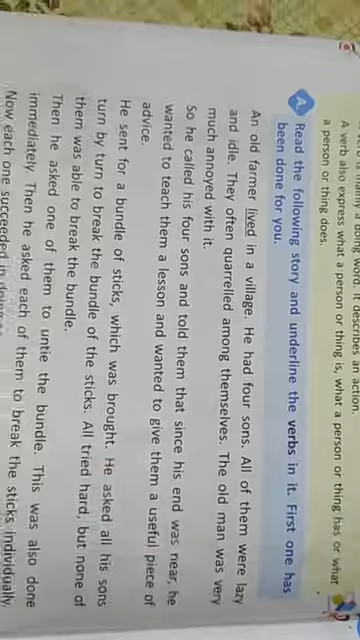 doing word. It describes an action.
A verb also express what a person or thing is, what a person or thing has or what
a person or thing does.
A. Read the following story and underline the verbs in it. First one has
been done for you.
An old farmer lived in a village. He had four sons. All of them were lazy
and idle. They often quarrelled among themselves. The old man was very
much annoyed with it.
So he called his four sons and told them that since his end was near, he
wanted to teach them a lesson and wanted to give them a useful piece of
advice.
He sent for a bundle of sticks, which was brought. He asked all his sons
turn by turn to break the bundle of the sticks. All tried hard, but none of
them was able to break the bundle.
Then he asked one of them to untie the bundle. This was also done
immediately. Then he asked each of them to break the sticks individually.
Now each one succeeded in